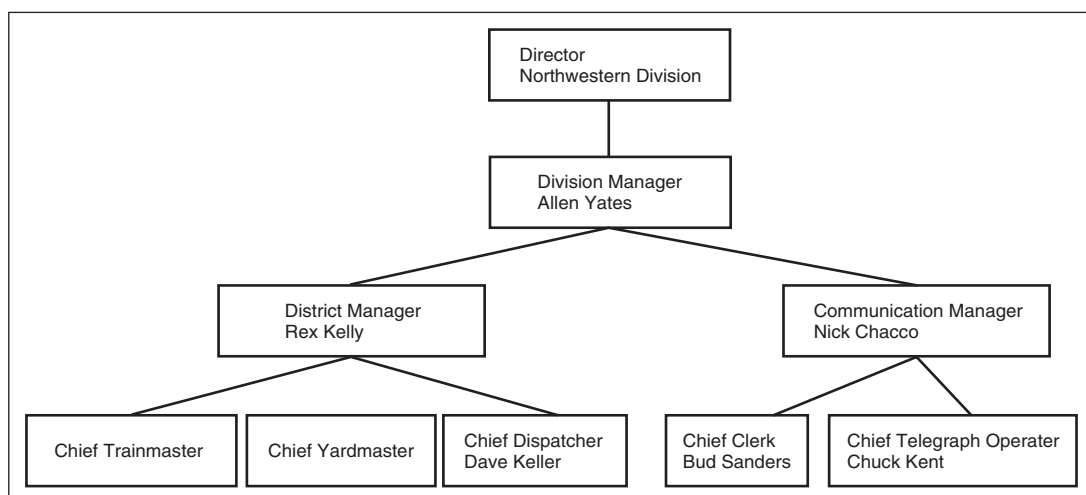 Director
Northwestern Division
Division Manager
Allen Yates
District Manager
Rex Kelly
Communication Manager
Nick Chacco
Chief Trainmaster
Chief Yardmaster
Chief Dispatcher
Dave Keller
Chief Clerk
Bud Sanders
Chief Telegraph Operater
Chuck Kent